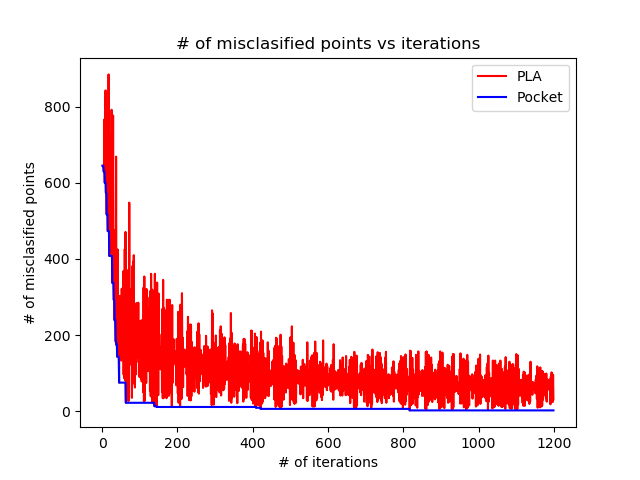 # of misclasified points vs iterations
PLA
Pocket
# of misclasified points
800
600
400
200
0
0 200 400 600 800 1000 1200
# of iterations